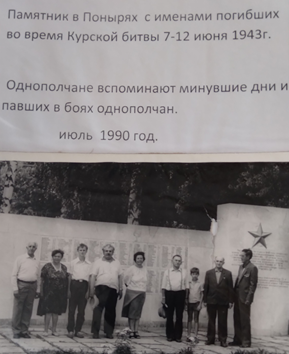 Памятник в Понырях с именами погибших
во время Курской битвы 7-12 июня 1943г.
Однополчане вспоминают минувшие дни и
павших в боях однополчан.
июль 1990 год.